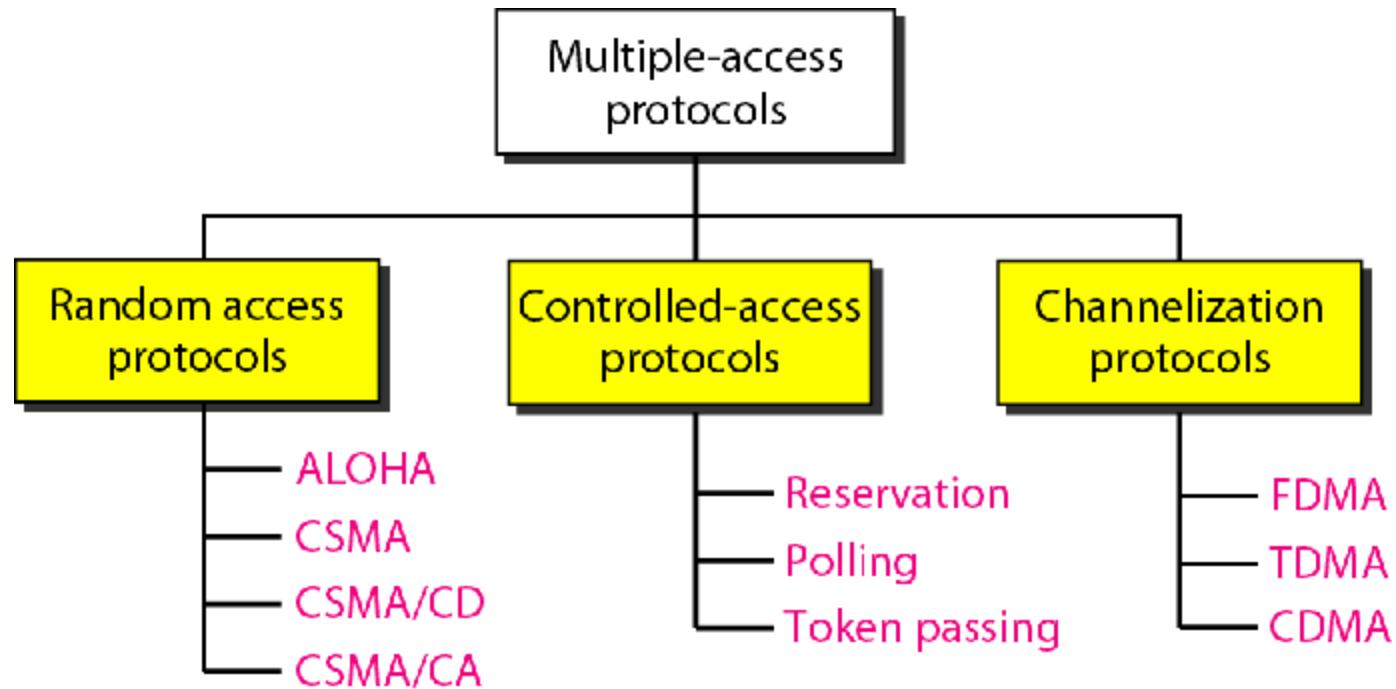 Multiple-access
protocols
Random access
protocols
Controlled-access
protocols
Channelization
protocols
ALOHA
CSMA
CSMA/CD
CSMA/CA
Reservation
Polling
Token passing
FDMA
TDMA
CDMA